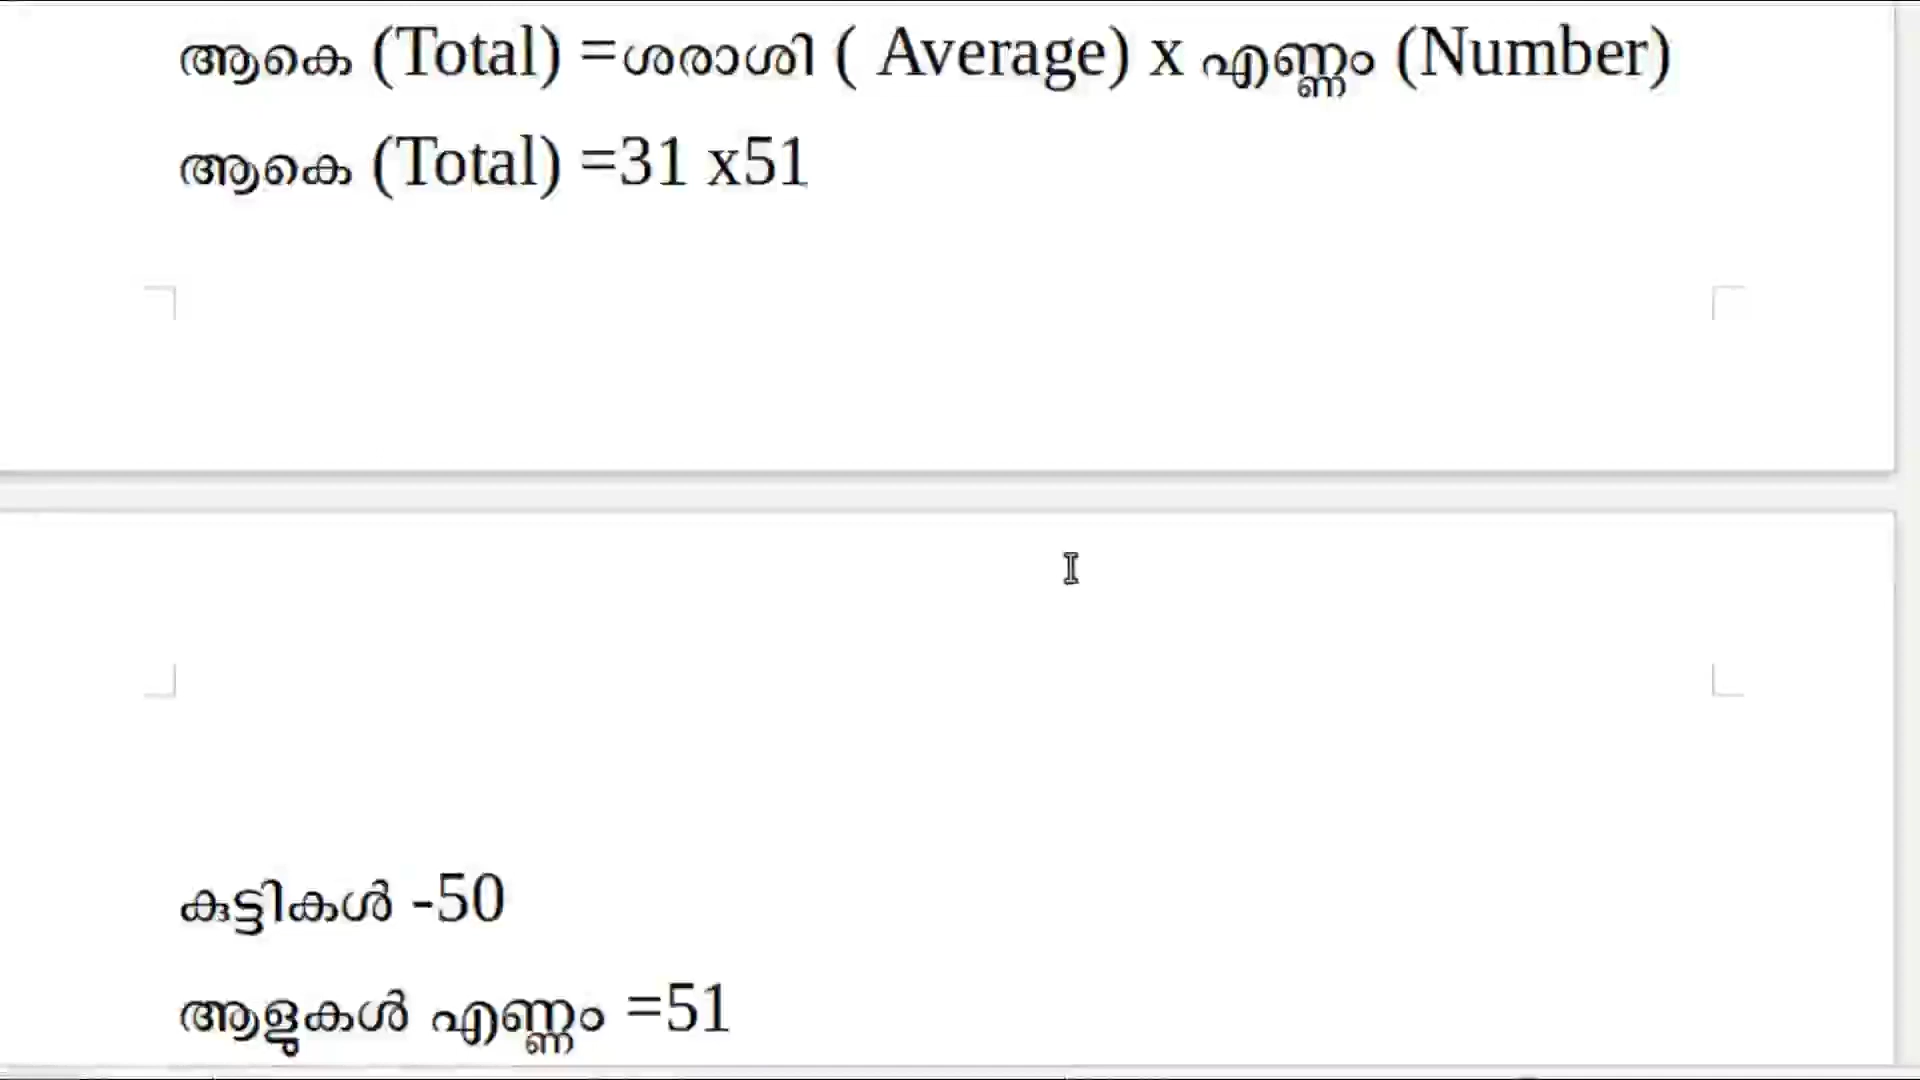 ആകെ (Total) =ശരാശി ( Average) x എണ്ണം (Number)
ആകെ (Total) =31 x51
കുട്ടികൾ -50
ആളുകൾ എണ്ണം =51